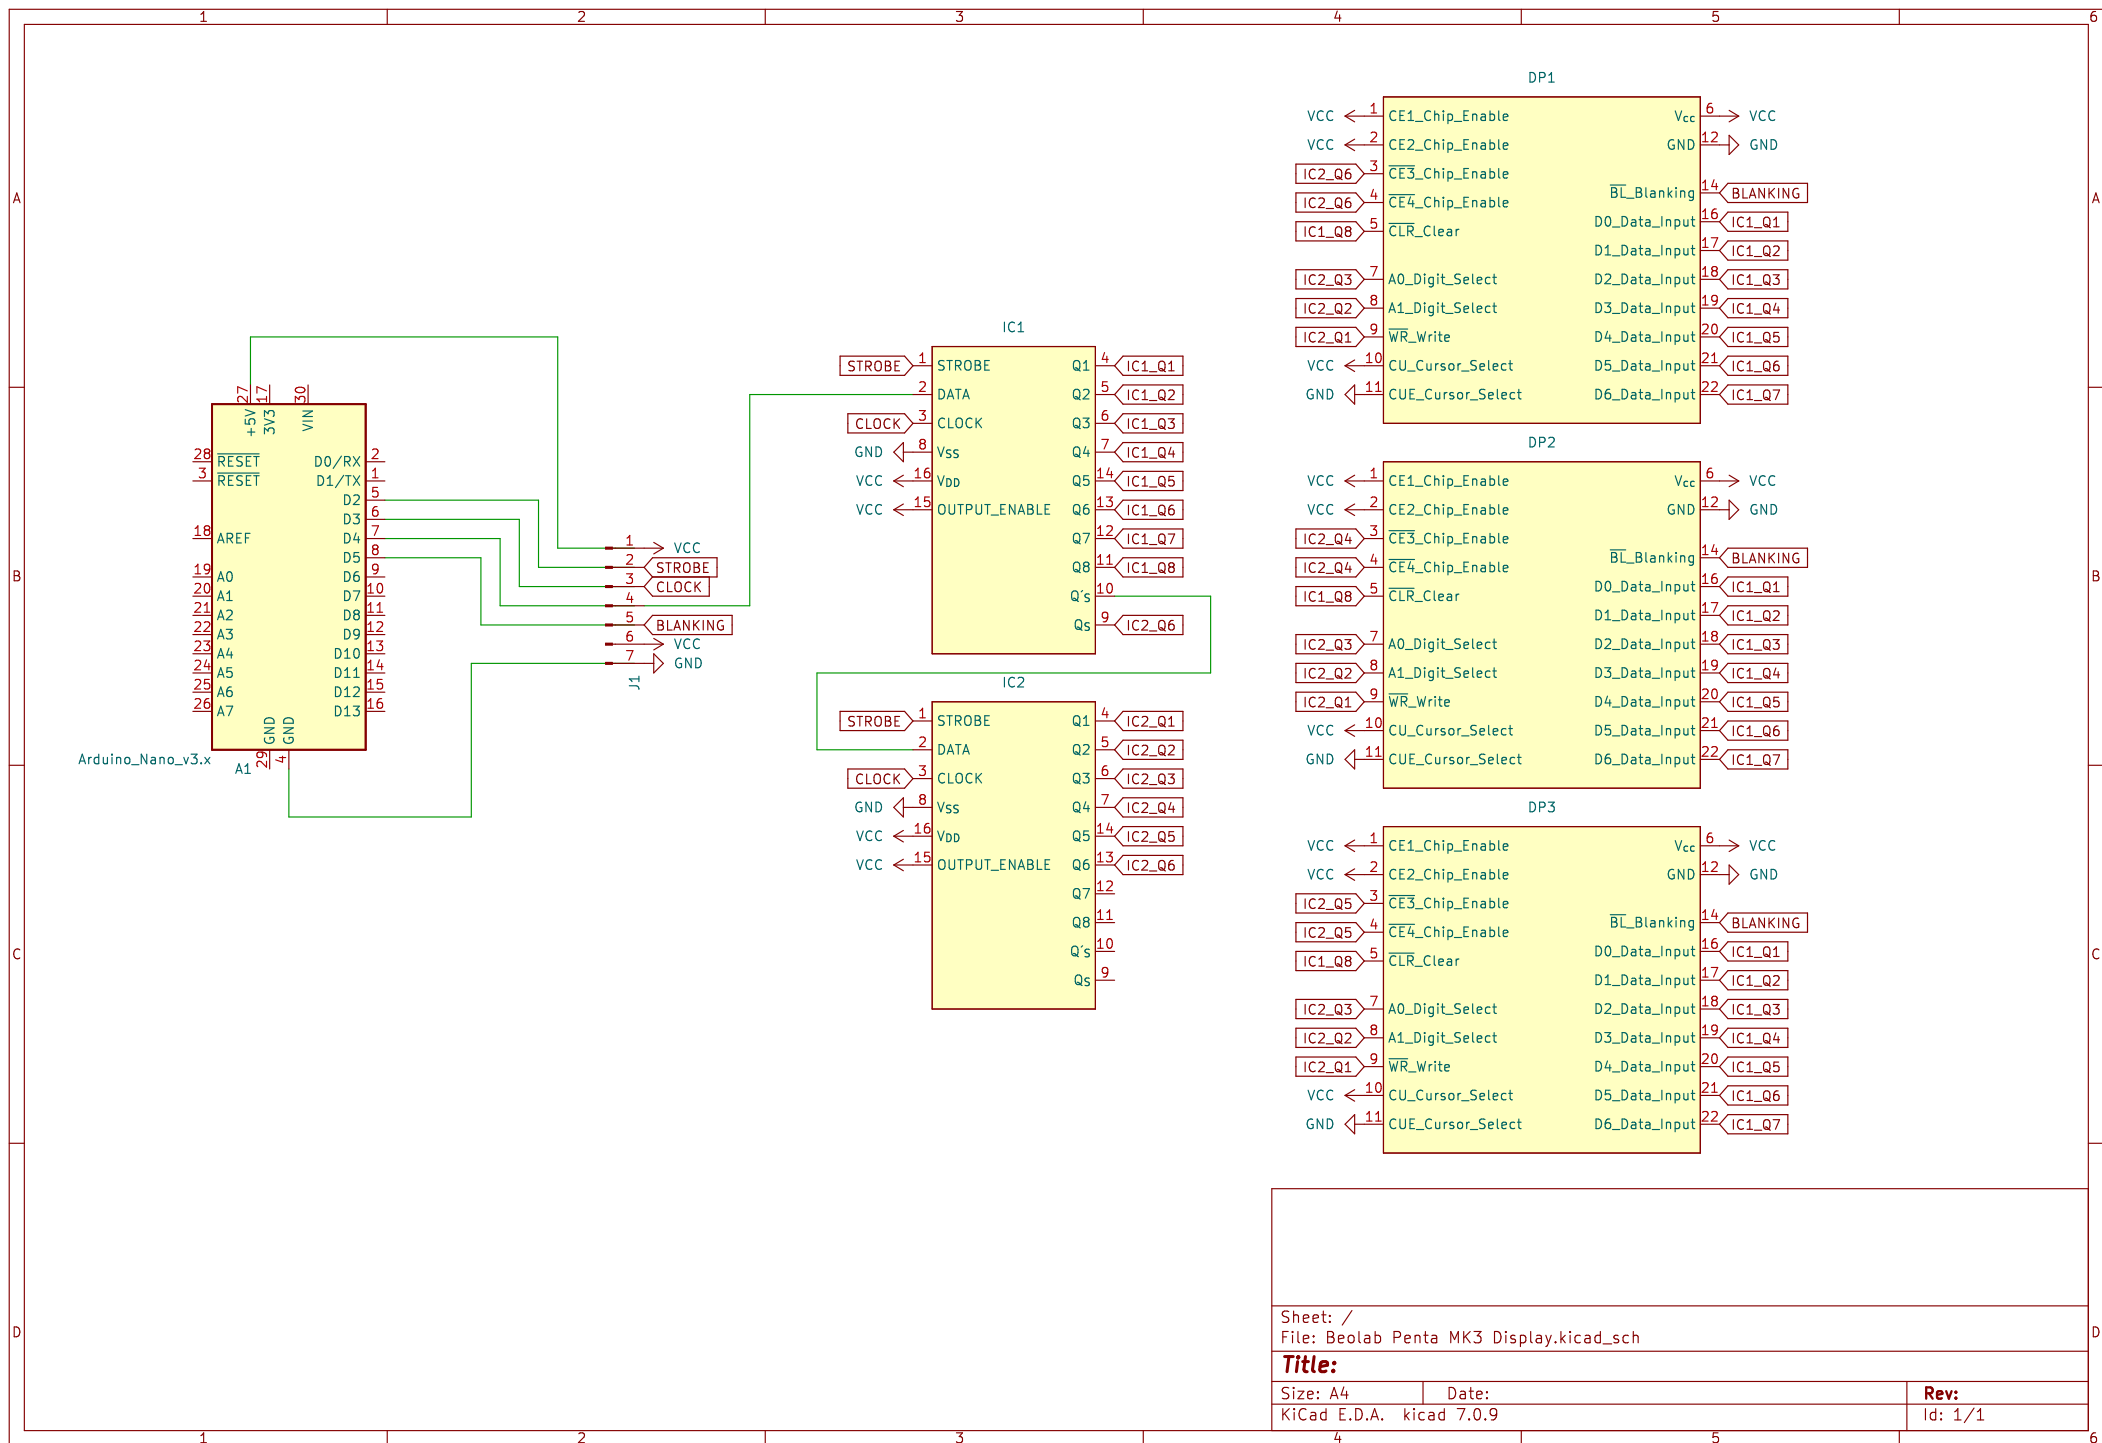 1 2 3 4 5 6
A B C D
A B C D
1 2 3 4 5 6
+5V 27
3V3 17
VIN 30
28 RESET
3 RESET
18 AREF
19 A0
20 A1
21 A2
22 A3
23 A4
24 A5
25 A6
26 A7
D0/RX 2
D1/TX 1
D2 5
D3 6
D4 7
D5 8
D6 9
D7 10
D8 11
D9 12
D10 13
D11 14
D12 15
D13 16
GND 29
GND 4
Arduino_Nano_v3.x
A1
1 VCC
2 STROBE
3 CLOCK
4
5 BLANKING
6 VCC
7 GND
J1
IC1
STROBE 1 STROBE Q1 4 IC1_Q1
2 DATA Q2 5 IC1_Q2
CLOCK 3 CLOCK Q3 6 IC1_Q3
GND 8 VSS Q4 7 IC1_Q4
VCC 16 VDD Q5 14 IC1_Q5
VCC 15 OUTPUT_ENABLE Q6 13 IC1_Q6
Q7 12 IC1_Q7
Q8 11 IC1_Q8
Q´s 10
Qs 9 IC2_Q6
IC2
STROBE 1 STROBE Q1 4 IC2_Q1
2 DATA Q2 5 IC2_Q2
CLOCK 3 CLOCK Q3 6 IC2_Q3
GND 8 VSS Q4 7 IC2_Q4
VCC 16 VDD Q5 14 IC2_Q5
VCC 15 OUTPUT_ENABLE Q6 13 IC2_Q6
Q7 12
Q8 11
Q´s 10
Qs 9
DP1
VCC 1 CE1_Chip_Enable Vcc 6 VCC
VCC 2 CE2_Chip_Enable GND 12 GND
IC2_Q6 3 CE3_Chip_Enable
BL_Blanking 14 BLANKING
IC2_Q6 4 CE4_Chip_Enable
D0_Data_Input 16 IC1_Q1
IC1_Q8 5 CLR_Clear
D1_Data_Input 17 IC1_Q2
IC2_Q3 7 A0_Digit_Select D2_Data_Input 18 IC1_Q3
IC2_Q2 8 A1_Digit_Select D3_Data_Input 19 IC1_Q4
IC2_Q1 9 WR_Write D4_Data_Input 20 IC1_Q5
VCC 10 CU_Cursor_Select D5_Data_Input 21 IC1_Q6
GND 11 CUE_Cursor_Select D6_Data_Input 22 IC1_Q7
DP2
VCC 1 CE1_Chip_Enable Vcc 6 VCC
VCC 2 CE2_Chip_Enable GND 12 GND
IC2_Q4 3 CE3_Chip_Enable
BL_Blanking 14 BLANKING
IC2_Q4 4 CE4_Chip_Enable
D0_Data_Input 16 IC1_Q1
IC1_Q8 5 CLR_Clear
D1_Data_Input 17 IC1_Q2
IC2_Q3 7 A0_Digit_Select D2_Data_Input 18 IC1_Q3
IC2_Q2 8 A1_Digit_Select D3_Data_Input 19 IC1_Q4
IC2_Q1 9 WR_Write D4_Data_Input 20 IC1_Q5
VCC 10 CU_Cursor_Select D5_Data_Input 21 IC1_Q6
GND 11 CUE_Cursor_Select D6_Data_Input 22 IC1_Q7
DP3
VCC 1 CE1_Chip_Enable Vcc 6 VCC
VCC 2 CE2_Chip_Enable GND 12 GND
IC2_Q5 3 CE3_Chip_Enable
BL_Blanking 14 BLANKING
IC2_Q5 4 CE4_Chip_Enable
D0_Data_Input 16 IC1_Q1
IC1_Q8 5 CLR_Clear
D1_Data_Input 17 IC1_Q2
IC2_Q3 7 A0_Digit_Select D2_Data_Input 18 IC1_Q3
IC2_Q2 8 A1_Digit_Select D3_Data_Input 19 IC1_Q4
IC2_Q1 9 WR_Write D4_Data_Input 20 IC1_Q5
VCC 10 CU_Cursor_Select D5_Data_Input 21 IC1_Q6
GND 11 CUE_Cursor_Select D6_Data_Input 22 IC1_Q7
Sheet: /
File: Beolab Penta MK3 Display.kicad_sch
Title:
Size: A4 Date: Rev:
KiCad E.D.A. kicad 7.0.9 Id: 1/1